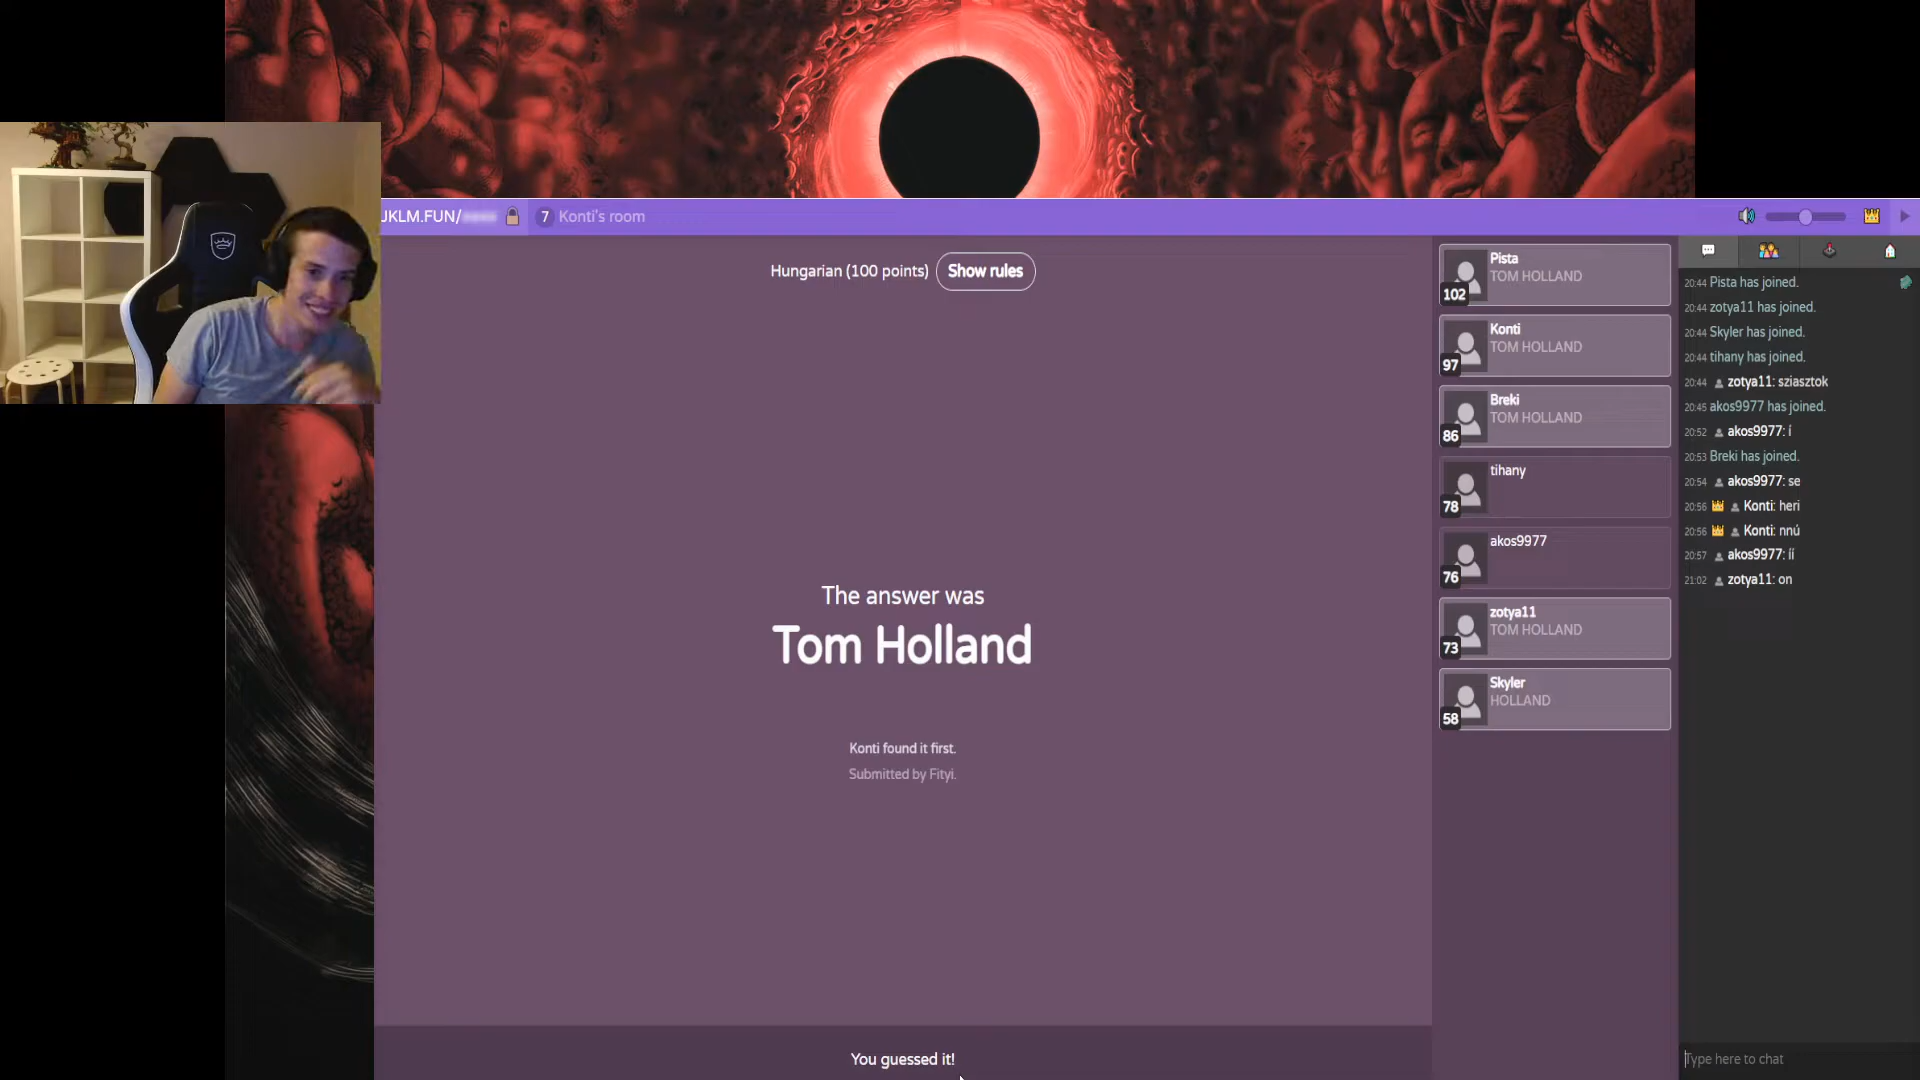 JKLM.FUN/
7 Konti's room
Hungarian (100 points) Show rules
The answer was
Tom Holland
Konti found it first.
Submitted by Fityi.
You guessed it!
Pista
TOM HOLLAND
102
Konti
TOM HOLLAND
97
Breki
TOM HOLLAND
86
tihany
78
akos9977
76
zotya11
TOM HOLLAND
73
Skyler
HOLLAND
58
20:44 Pista has joined.
20:44 zotya11 has joined.
20:44 Skyler has joined.
20:44 tihany has joined.
20:44 zotya11: sziasztok
20:45 akos9977 has joined.
20:52 akos9977: í
20:53 Breki has joined.
20:54 akos9977: se
20:56 Konti: heri
20:56 Konti: nnú
20:57 akos9977: íí
21:02 zotya11: on
Type here to chat